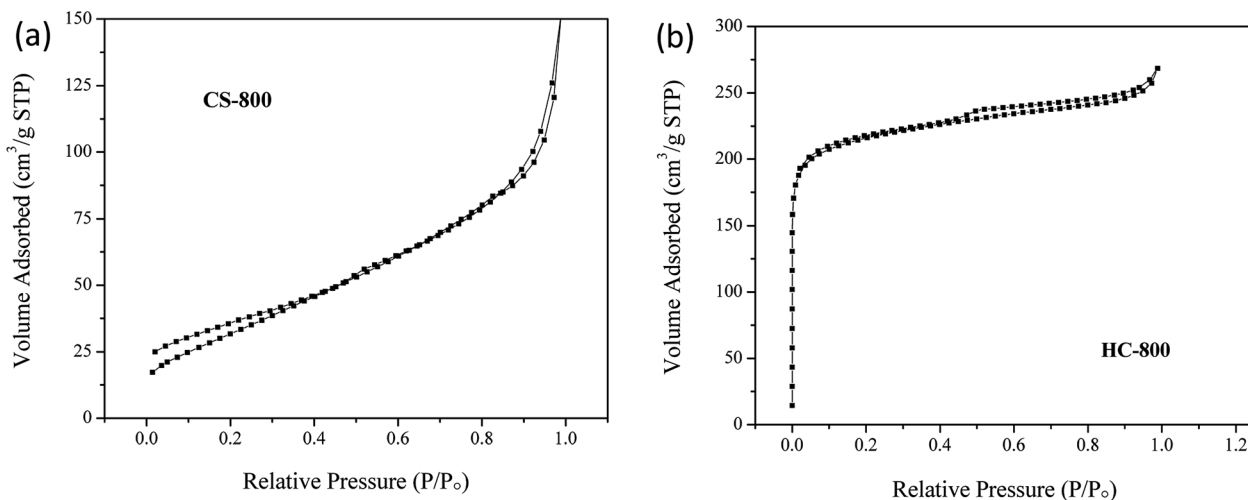 (a)
CS-800
Volume Adsorbed (cm³/g STP)
150
125
100
75
50
25
0
0.0 0.2 0.4 0.6 0.8 1.0
Relative Pressure (P/Pₒ)
(b)
HC-800
Volume Adsorbed (cm³/g STP)
300
250
200
150
100
50
0
0.0 0.2 0.4 0.6 0.8 1.0 1.2
Relative Pressure (P/Pₒ)